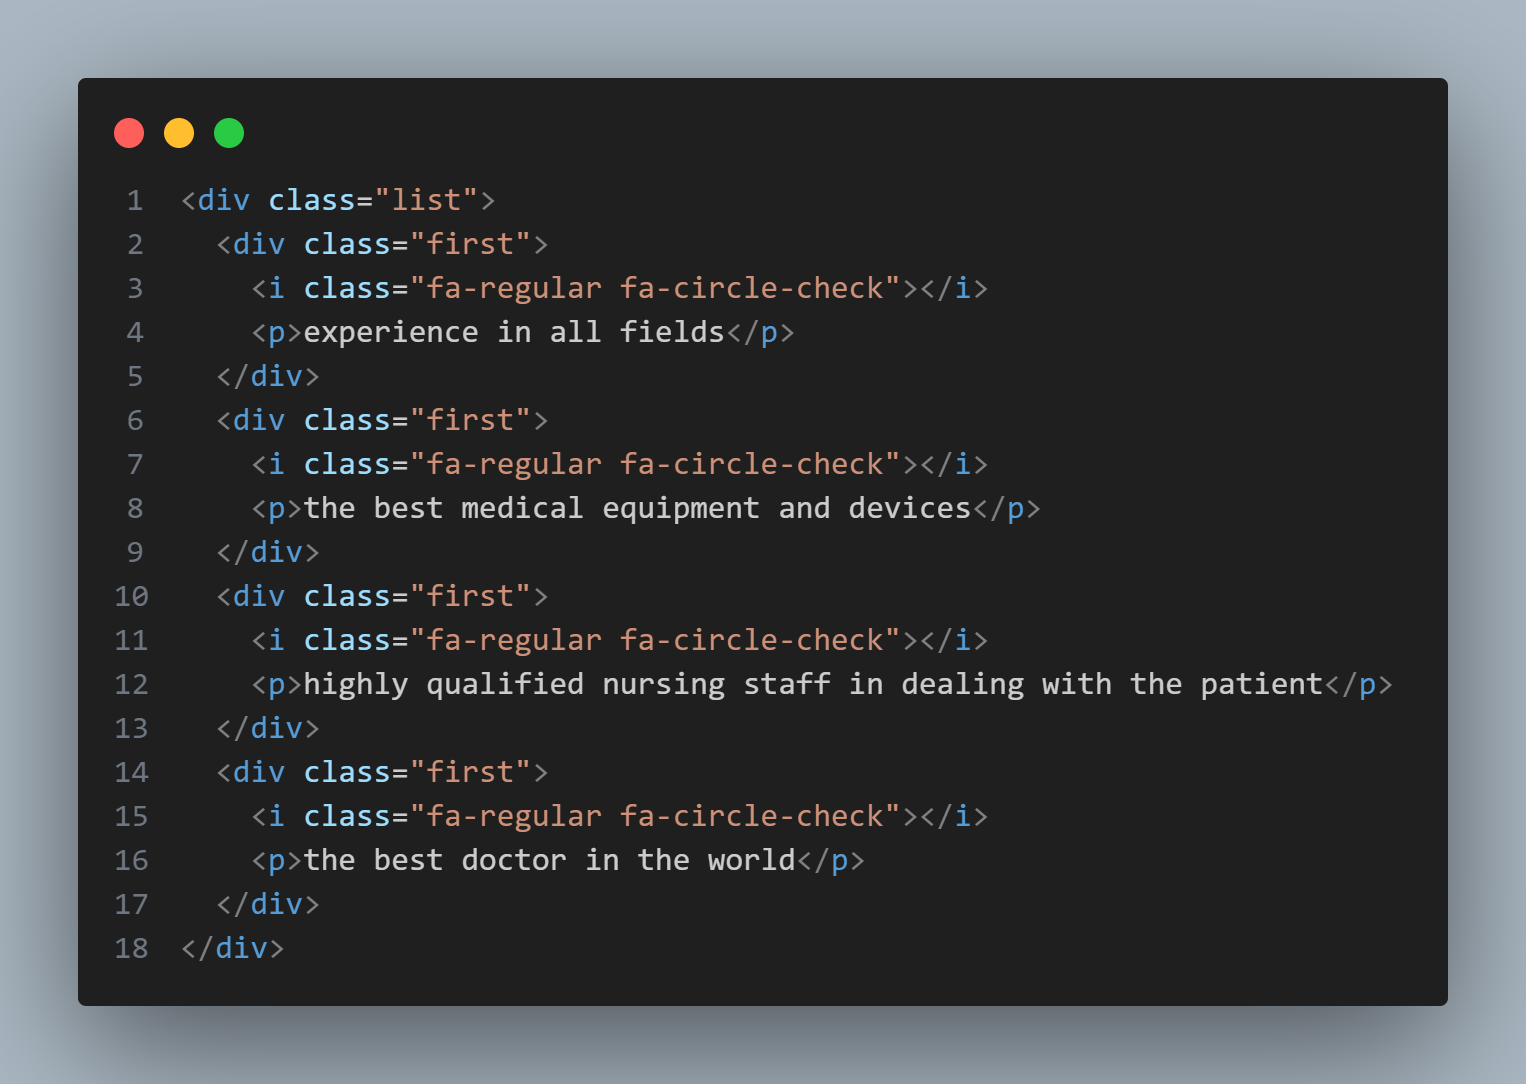 1 <div class="list">
2   <div class="first">
3     <i class="fa-regular fa-circle-check"></i>
4     <p>experience in all fields</p>
5   </div>
6   <div class="first">
7     <i class="fa-regular fa-circle-check"></i>
8     <p>the best medical equipment and devices</p>
9   </div>
10   <div class="first">
11     <i class="fa-regular fa-circle-check"></i>
12     <p>highly qualified nursing staff in dealing with the patient</p>
13   </div>
14   <div class="first">
15     <i class="fa-regular fa-circle-check"></i>
16     <p>the best doctor in the world</p>
17   </div>
18 </div>